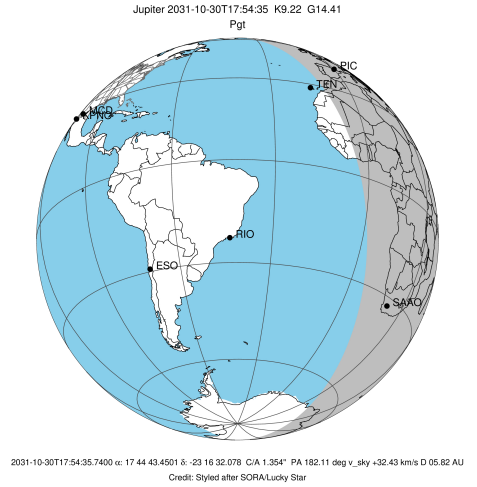 Jupiter 2031-10-30T17:54:35  K9.22  G14.41
Pgt
PIC
TEN
MCD
KPNO
RIO
ESO
SAAO
2031-10-30T17:54:35.7400 α: 17 44 43.4501 δ: -23 16 32.078  C/A 1.354"  PA 182.11 deg v_sky +32.43 km/s D 05.82 AU
Credit: Styled after SORA/Lucky Star